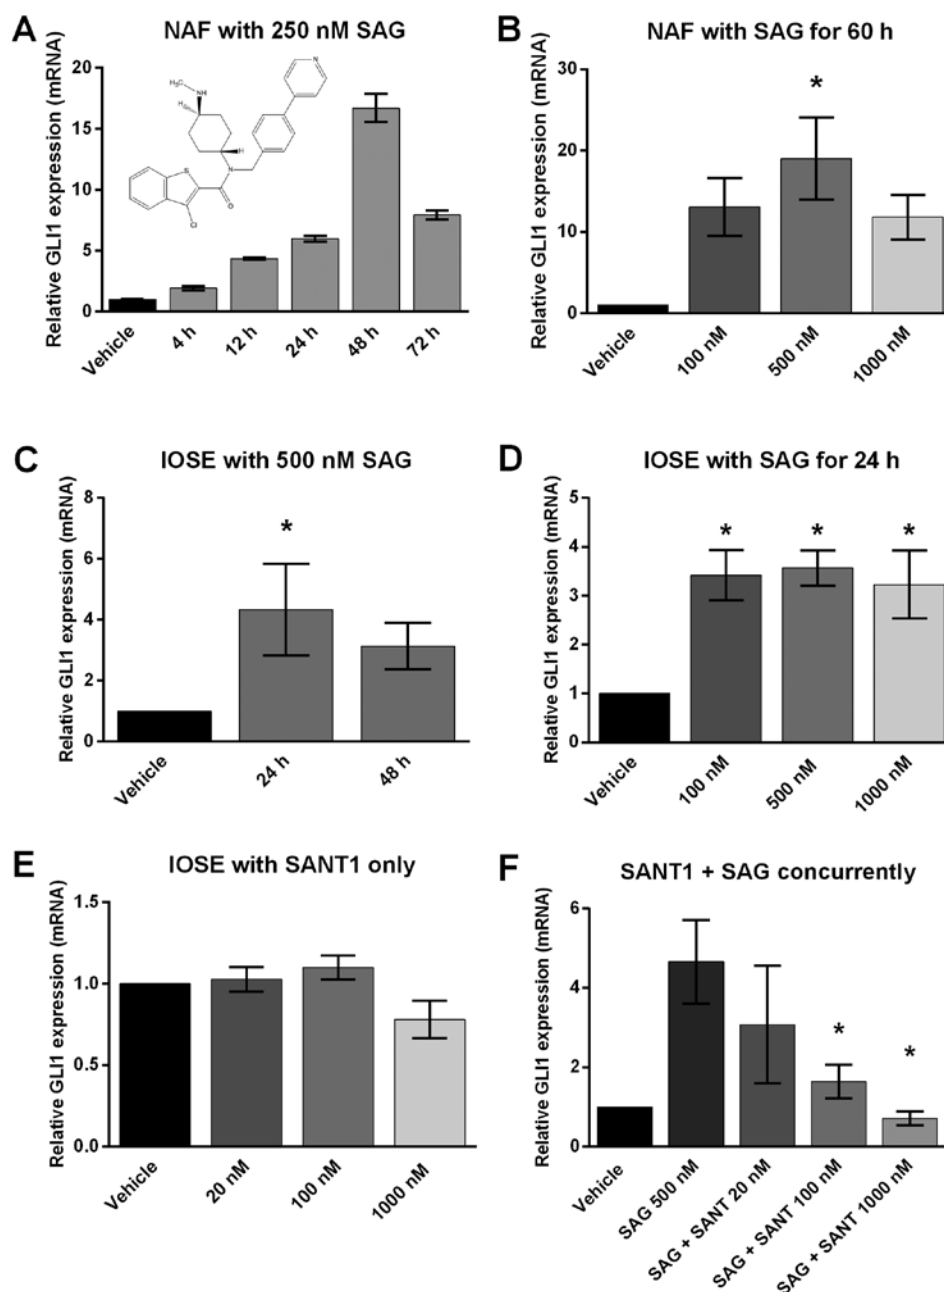 A
NAF with 250 nM SAG
Relative GLI1 expression (mRNA)
20
15
10
5
0
H₃C
NH
H
H
N
N
S
O
Cl
Vehicle
4 h
12 h
24 h
48 h
72 h
B
NAF with SAG for 60 h
Relative GLI1 expression (mRNA)
30
20
10
0
*
Vehicle
100 nM
500 nM
1000 nM
C
IOSE with 500 nM SAG
Relative GLI1 expression (mRNA)
8
6
4
2
0
*
Vehicle
24 h
48 h
D
IOSE with SAG for 24 h
Relative GLI1 expression (mRNA)
5
4
3
2
1
0
* * *
Vehicle
100 nM
500 nM
1000 nM
E
IOSE with SANT1 only
Relative GLI1 expression (mRNA)
1.5
1.0
0.5
0.0
Vehicle
20 nM
100 nM
1000 nM
F
SANT1 + SAG concurrently
Relative GLI1 expression (mRNA)
6
4
2
0
* *
Vehicle
SAG 500 nM
SAG + SANT 20 nM
SAG + SANT 100 nM
SAG + SANT 1000 nM